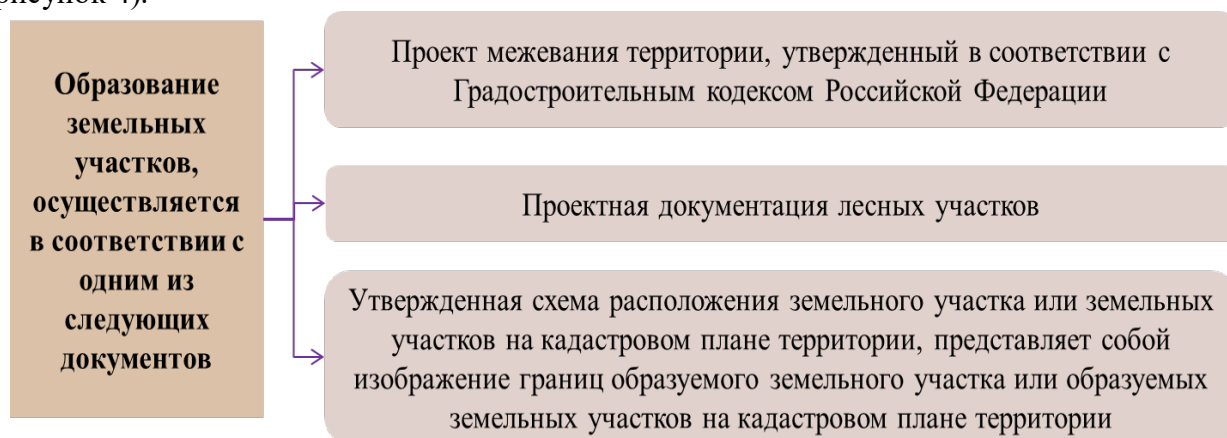 рисунок 4).
Образование
земельных
участков,
осуществляется
в соответствии с
одним из
следующих
документов
Проект межевания территории, утвержденный в соответствии с
Градостроительным кодексом Российской Федерации
Проектная документация лесных участков
Утвержденная схема расположения земельного участка или земельных
участков на кадастровом плане территории, представляет собой
изображение границ образуемого земельного участка или образуемых
земельных участков на кадастровом плане территории